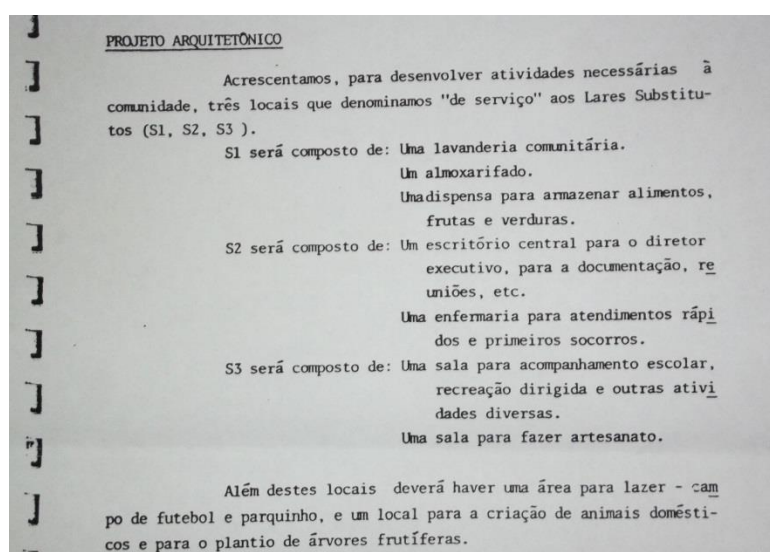 PROJETO ARQUITETÔNICO
Acrescentamos, para desenvolver atividades necessárias à
comunidade, três locais que denominamos "de serviço" aos Lares Substitu-
tos (S1, S2, S3 ).
S1 será composto de: Uma lavanderia comunitária.
Um almoxarifado.
Umadispensa para armazenar alimentos,
frutas e verduras.
S2 será composto de: Um escritório central para o diretor
executivo, para a documentação, re
uniões, etc.
Uma enfermaria para atendimentos rápi
dos e primeiros socorros.
S3 será composto de: Uma sala para acompanhamento escolar,
recreação dirigida e outras ativi
dades diversas.
Uma sala para fazer artesanato.
Além destes locais deverá haver uma área para lazer - cam
po de futebol e parquinho, e um local para a criação de animais domésti-
cos e para o plantio de árvores frutíferas.